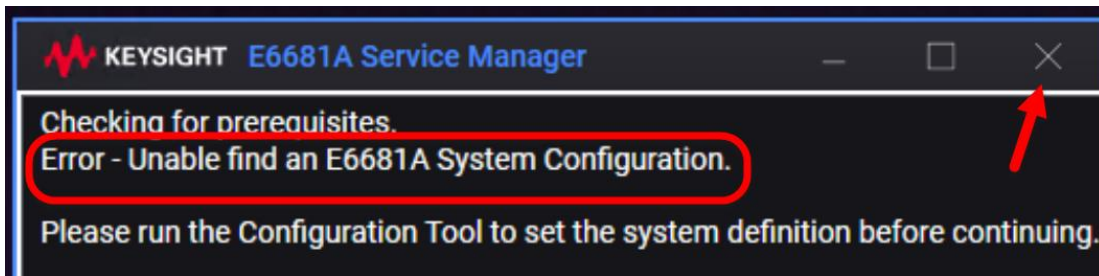 KEYSIGHT E6681A Service Manager
Checking for prerequisites.
Error - Unable find an E6681A System Configuration.
Please run the Configuration Tool to set the system definition before continuing.